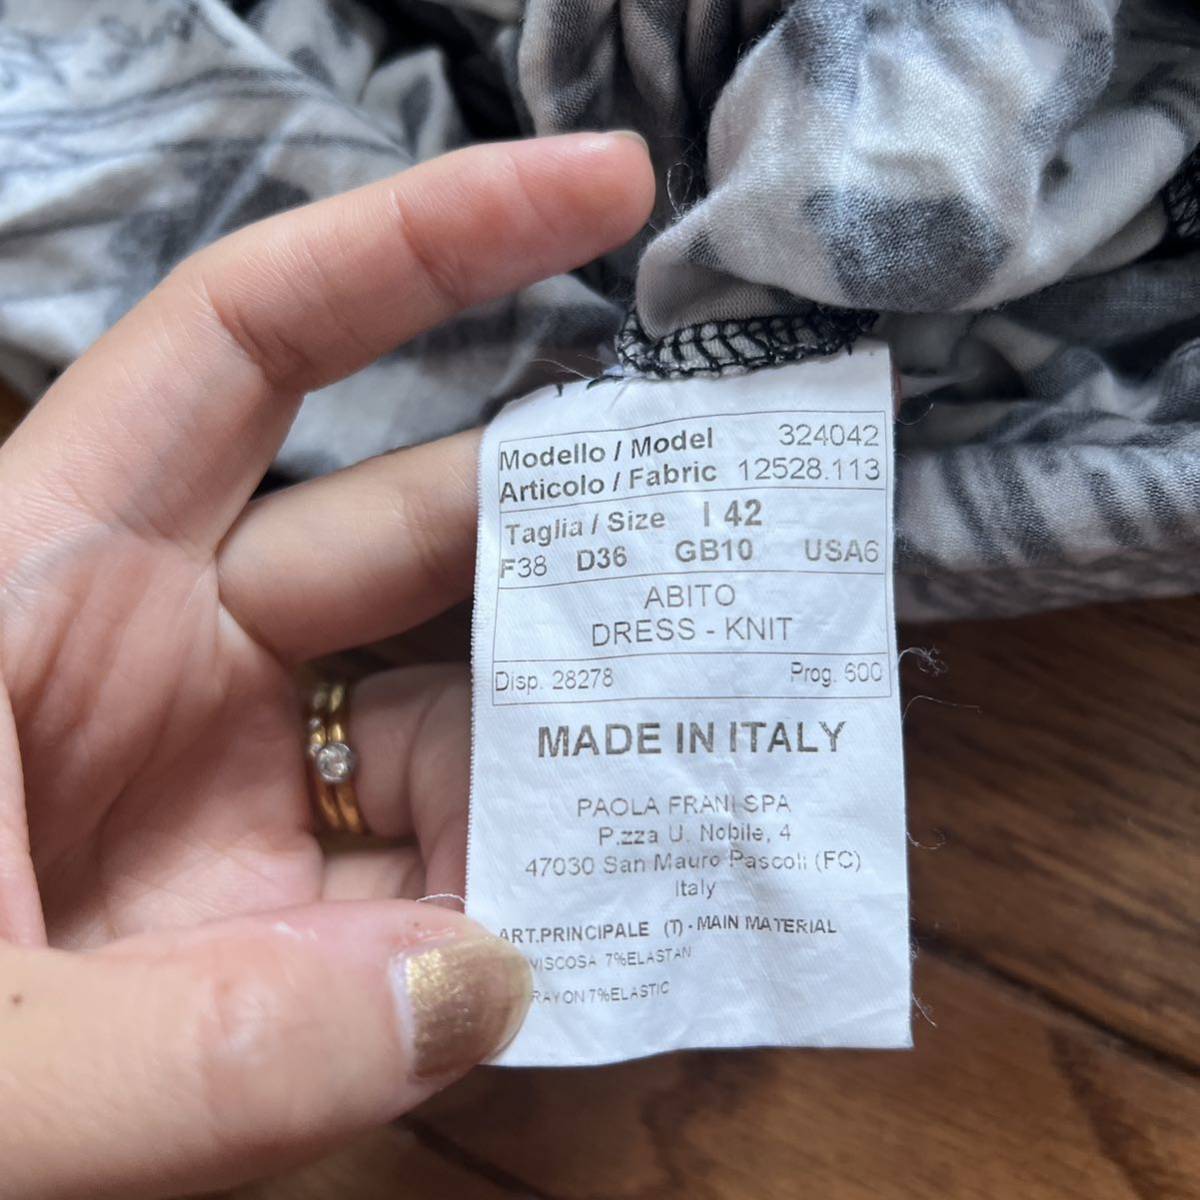 Modello / Model 324042
Articolo / Fabric 12528.113
Taglia / Size I 42
F38 D36 GB10 USA6
ABITO
DRESS - KNIT
Disp. 28278 Prog. 600
MADE IN ITALY
PAOLA FRANI SPA
P.zza U. Nobile, 4
47030 San Mauro Pascoli (FC)
Italy
ART.PRINCIPALE (T) - MAIN MATERIAL
VISCOSA 7%ELASTAN
RAYON 7%ELASTIC